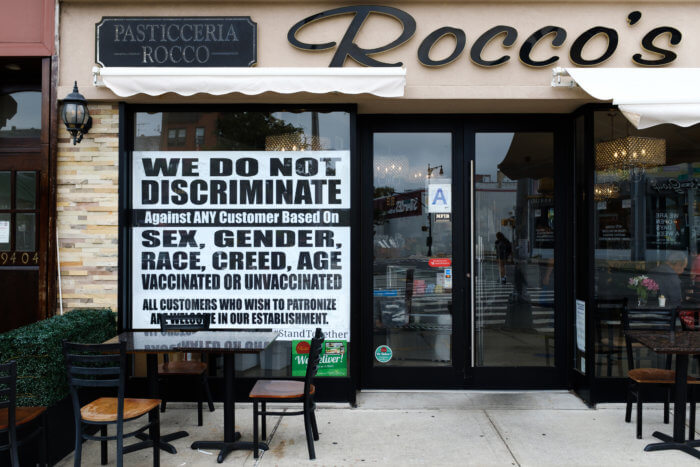 PASTICCERIA
ROCCO
Rocco's
WE DO NOT
DISCRIMINATE
Against ANY Customer Based On
SEX, GENDER,
RACE, CREED, AGE
VACCINATED OR UNVACCINATED
ALL CUSTOMERS WHO WISH TO PATRONIZE
ARE WELCOME IN OUR ESTABLISHMENT.
#StandTogether
We Deliver!
A
9404